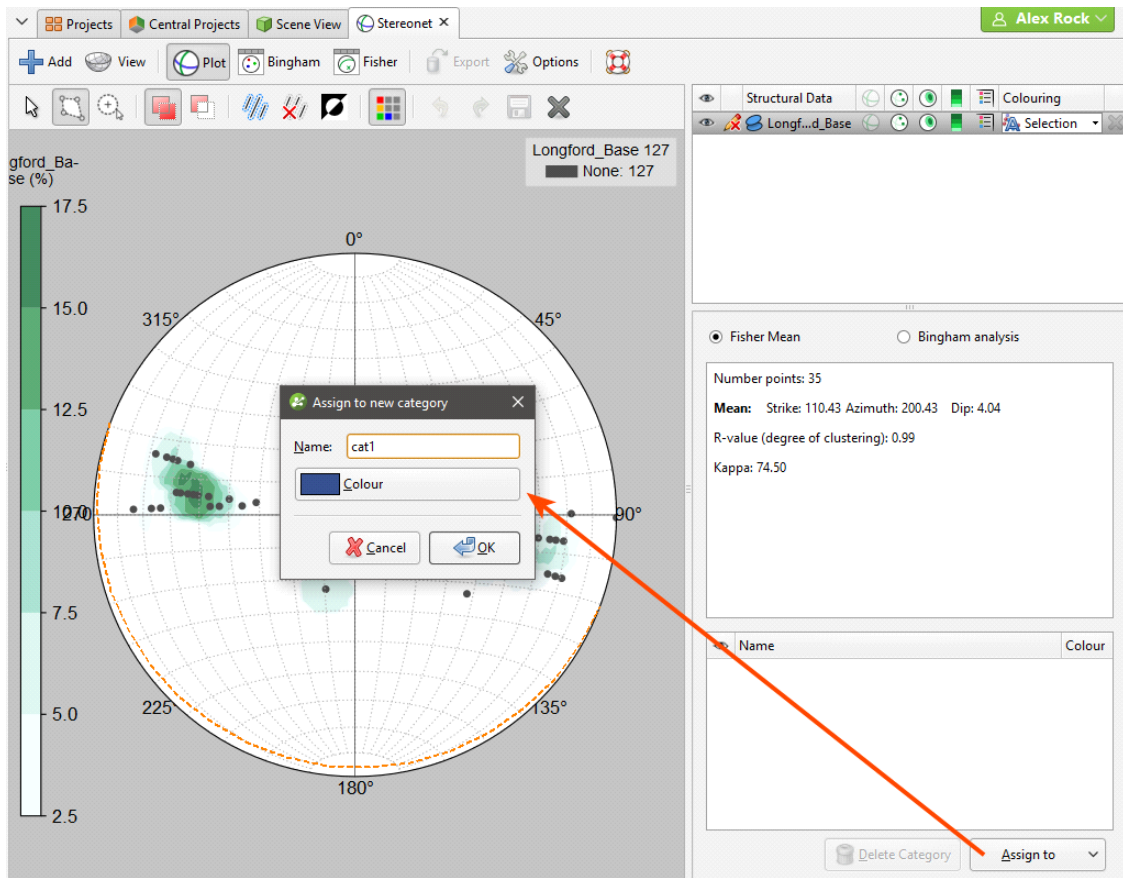 Projects Central Projects Scene View Stereonet
Alex Rock
Add View Plot Bingham Fisher Export Options
Structural Data Colouring
Longf...d_Base Selection
Longford_Base 127
None: 127
gford_Ba-
se (%)
17.5
15.0
12.5
10.0
7.5
5.0
2.5
0°
45°
90°
135°
180°
225°
270°
315°
Assign to new category
Name: cat1
Colour
Cancel OK
Fisher Mean Bingham analysis
Number points: 35
Mean: Strike: 110.43 Azimuth: 200.43 Dip: 4.04
R-value (degree of clustering): 0.99
Kappa: 74.50
Name Colour
Delete Category Assign to